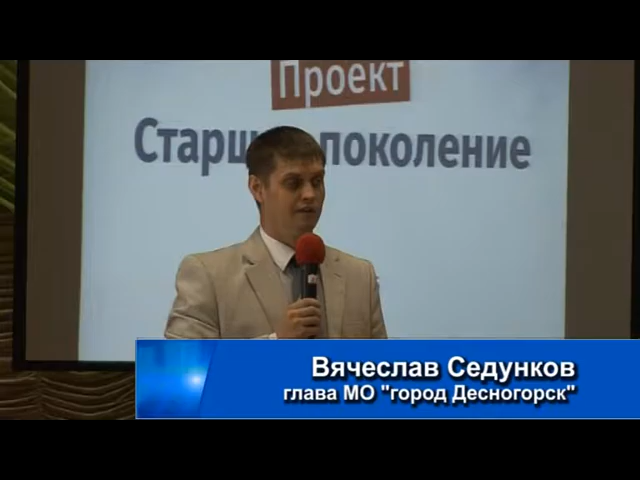 Проект
поколение
Вячеслав Седунков
глава МО "город Десногорск"